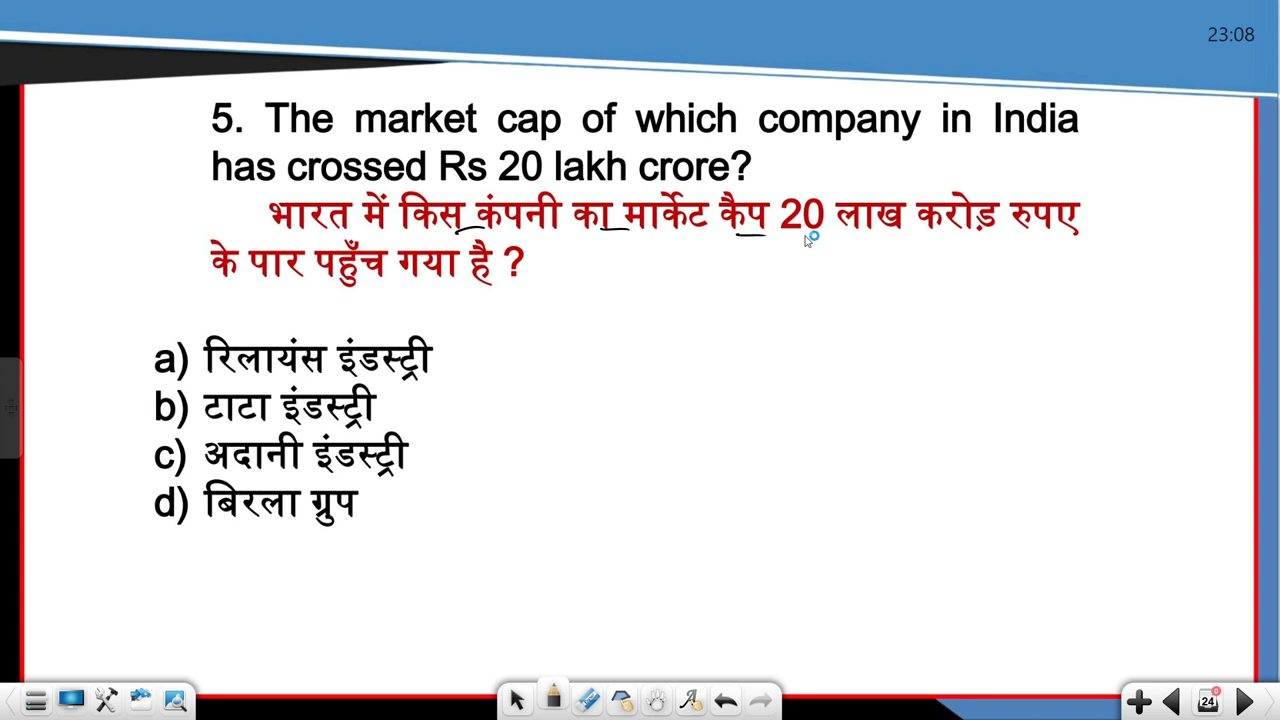 23:08
5. The market cap of which company in India
has crossed Rs 20 lakh crore?
भारत में किस कंपनी का मार्केट कैप 20 लाख करोड़ रुपए
के पार पहुँच गया है ?
a) रिलायंस इंडस्ट्री
b) टाटा इंडस्ट्री
c) अदानी इंडस्ट्री
d) बिरला ग्रुप
24